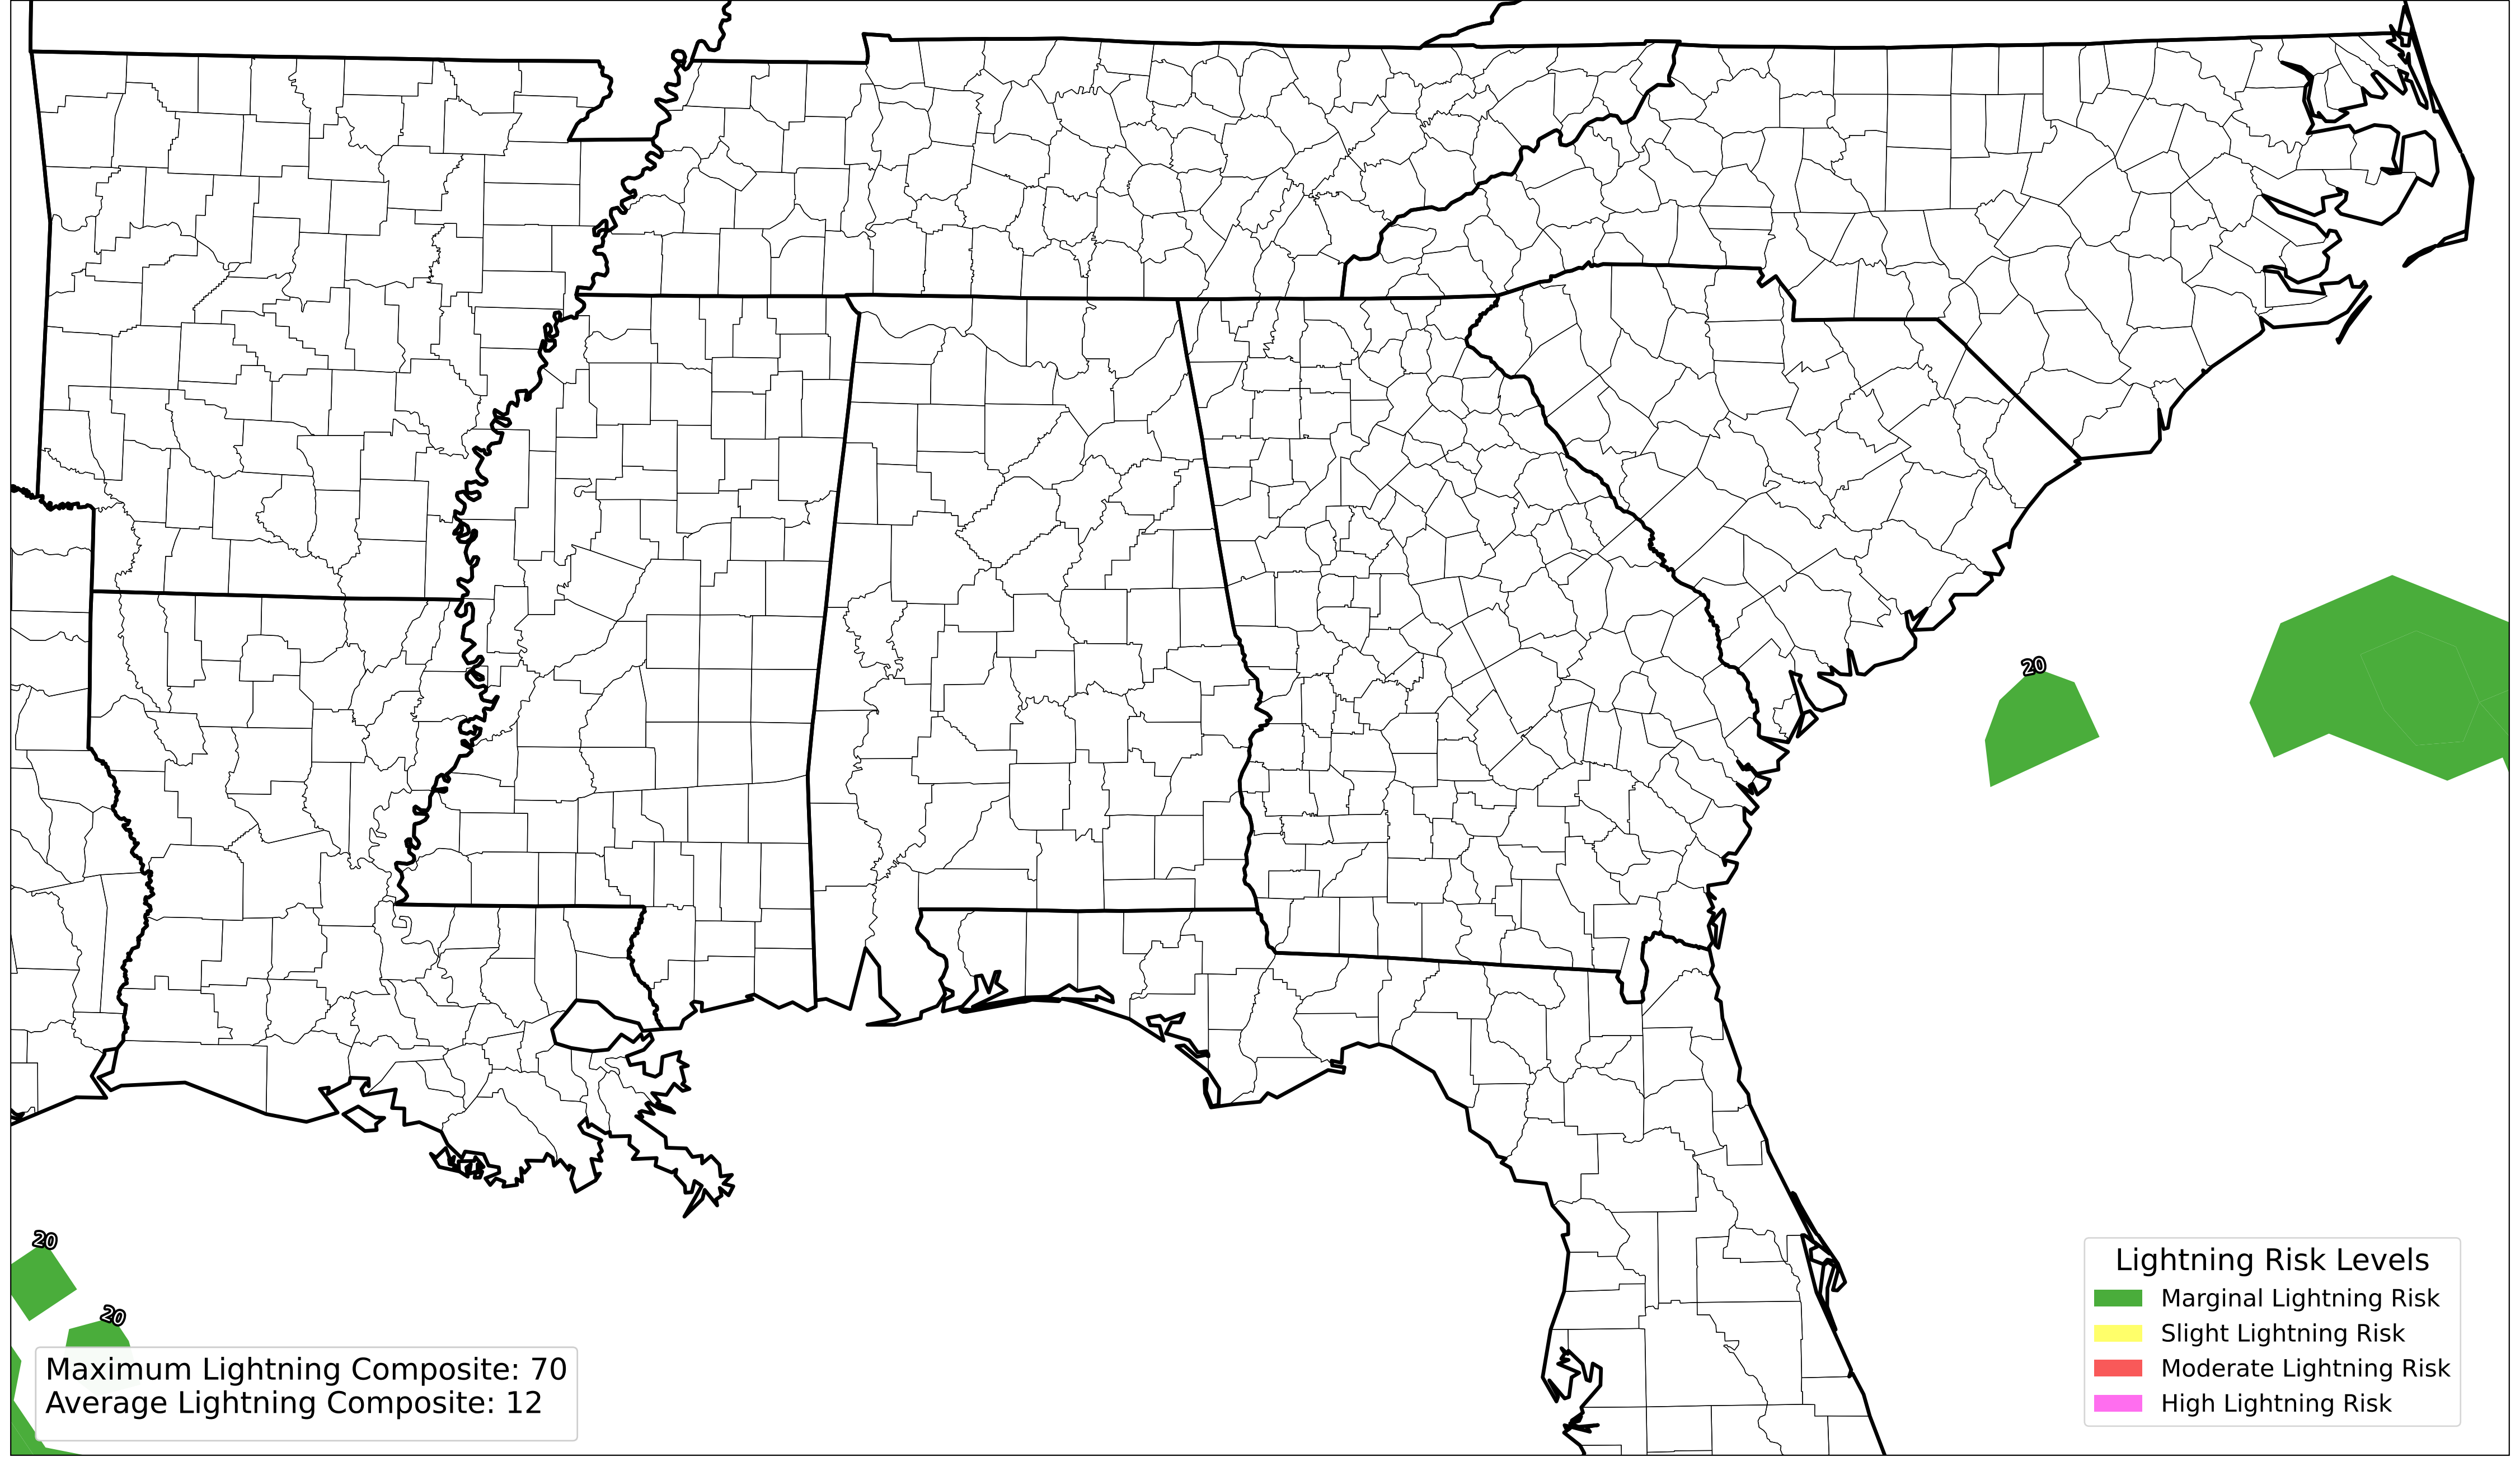 20
20
20
Maximum Lightning Composite: 70
Average Lightning Composite: 12
Lightning Risk Levels
Marginal Lightning Risk
Slight Lightning Risk
Moderate Lightning Risk
High Lightning Risk